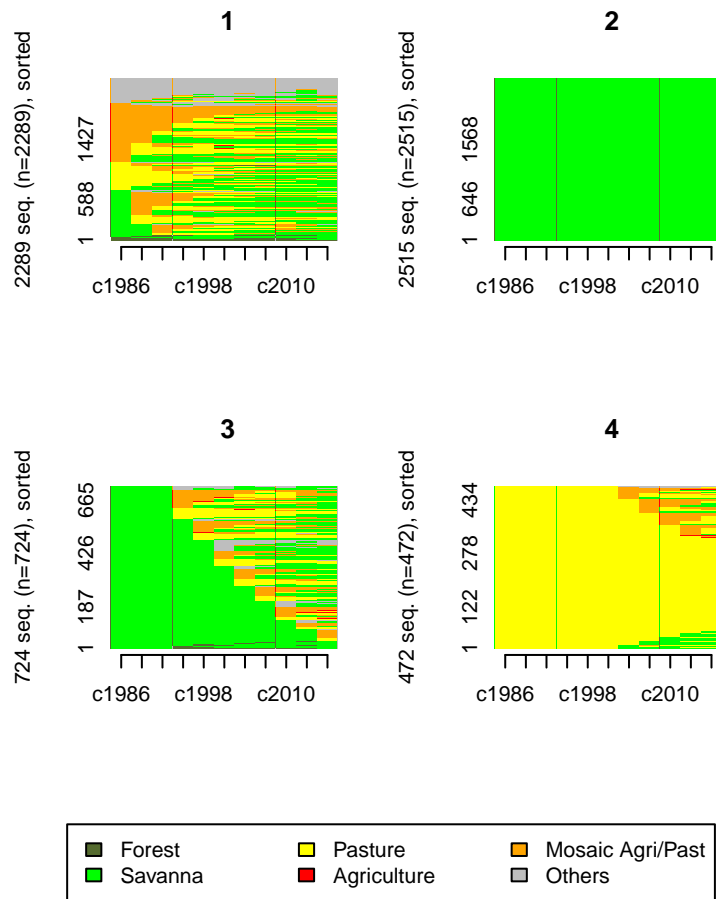 1
2289 seq. (n=2289), sorted
1 588 1427
c1986 c1998 c2010
2
2515 seq. (n=2515), sorted
1 646 1568
c1986 c1998 c2010
3
724 seq. (n=724), sorted
1 187 426 665
c1986 c1998 c2010
4
472 seq. (n=472), sorted
1 122 278 434
c1986 c1998 c2010
Forest Pasture Mosaic Agri/Past
Savanna Agriculture Others